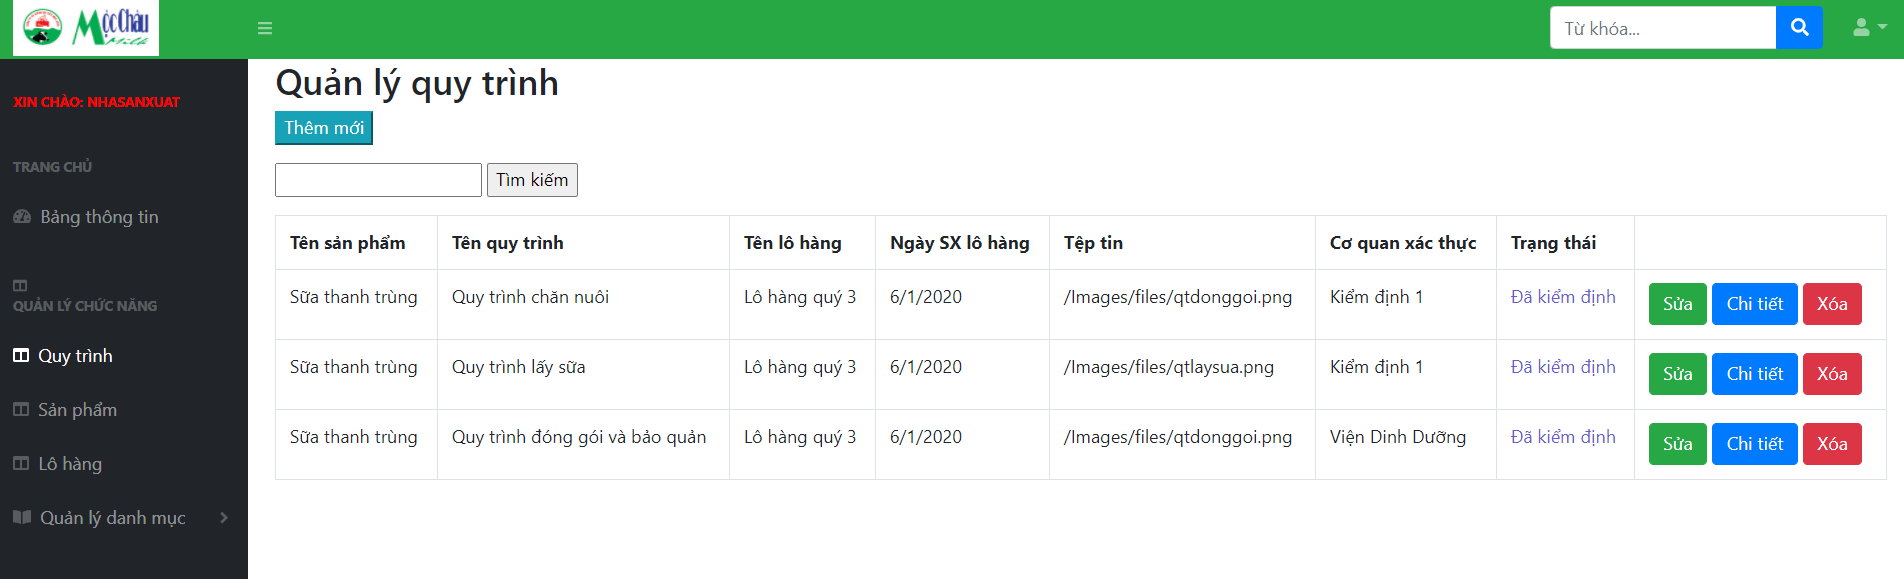 Mộc Châu
Milk
Từ khóa...
XIN CHÀO: NHASANXUAT
TRANG CHỦ
Bảng thông tin
QUẢN LÝ CHỨC NĂNG
Quy trình
Sản phẩm
Lô hàng
Quản lý danh mục
Quản lý quy trình
Thêm mới
Tìm kiếm
Tên sản phẩm Tên quy trình Tên lô hàng Ngày SX lô hàng Tệp tin Cơ quan xác thực Trạng thái
Sữa thanh trùng Quy trình chăn nuôi Lô hàng quý 3 6/1/2020 /Images/files/qtdonggoi.png Kiểm định 1 Đã kiểm định Sửa Chi tiết Xóa
Sữa thanh trùng Quy trình lấy sữa Lô hàng quý 3 6/1/2020 /Images/files/qtlaysua.png Kiểm định 1 Đã kiểm định Sửa Chi tiết Xóa
Sữa thanh trùng Quy trình đóng gói và bảo quản Lô hàng quý 3 6/1/2020 /Images/files/qtdonggoi.png Viện Dinh Dưỡng Đã kiểm định Sửa Chi tiết Xóa